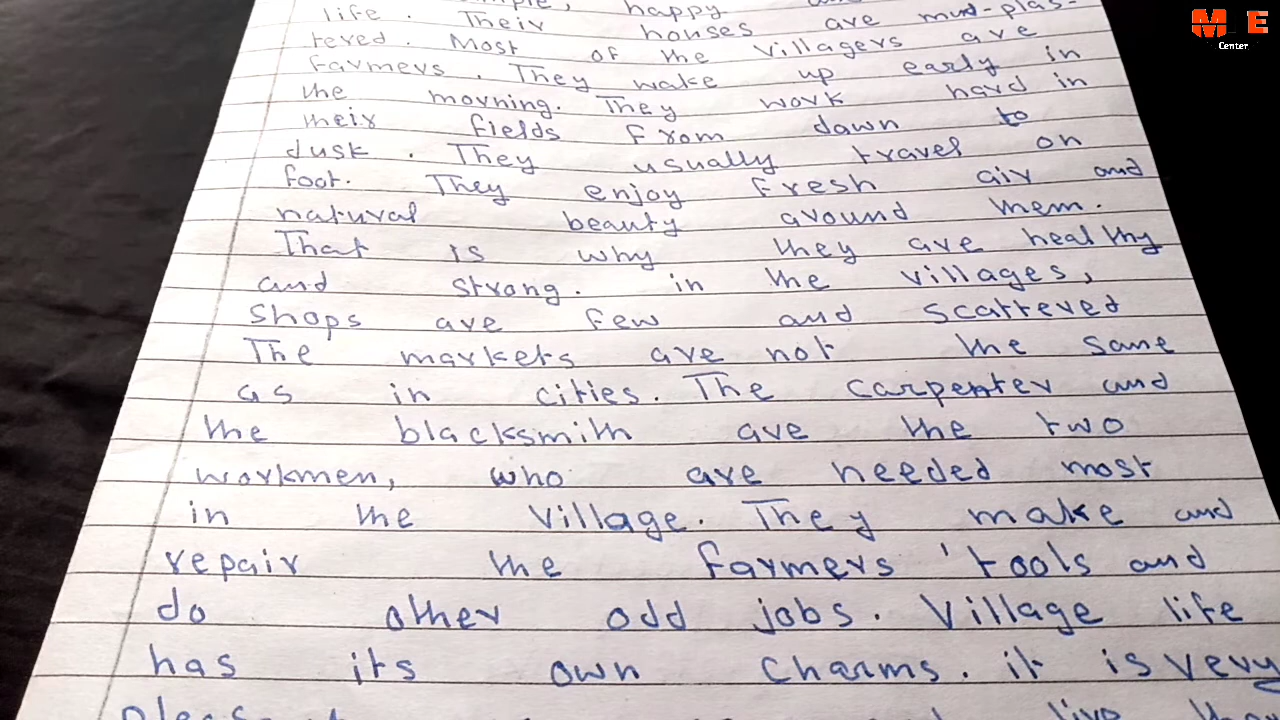 happy
life. Their houses are mud-plas-
tered. Most of the villagers are
farmers. They wake up early in
the morning. They work hard in
their fields from dawn to
dusk. They usually travel on
foot. They enjoy fresh air and
natural beauty around them.
That is why they are healthy
and strong. in the villages,
shops are few and scattered
The markets are not the same
as in cities. The carpenter and
the blacksmith are the two
workmen, who are needed most
in the village. They make and
repair the farmers 'tools and
do other odd jobs. Village life
has its own charms. it is very
live
M E
Center